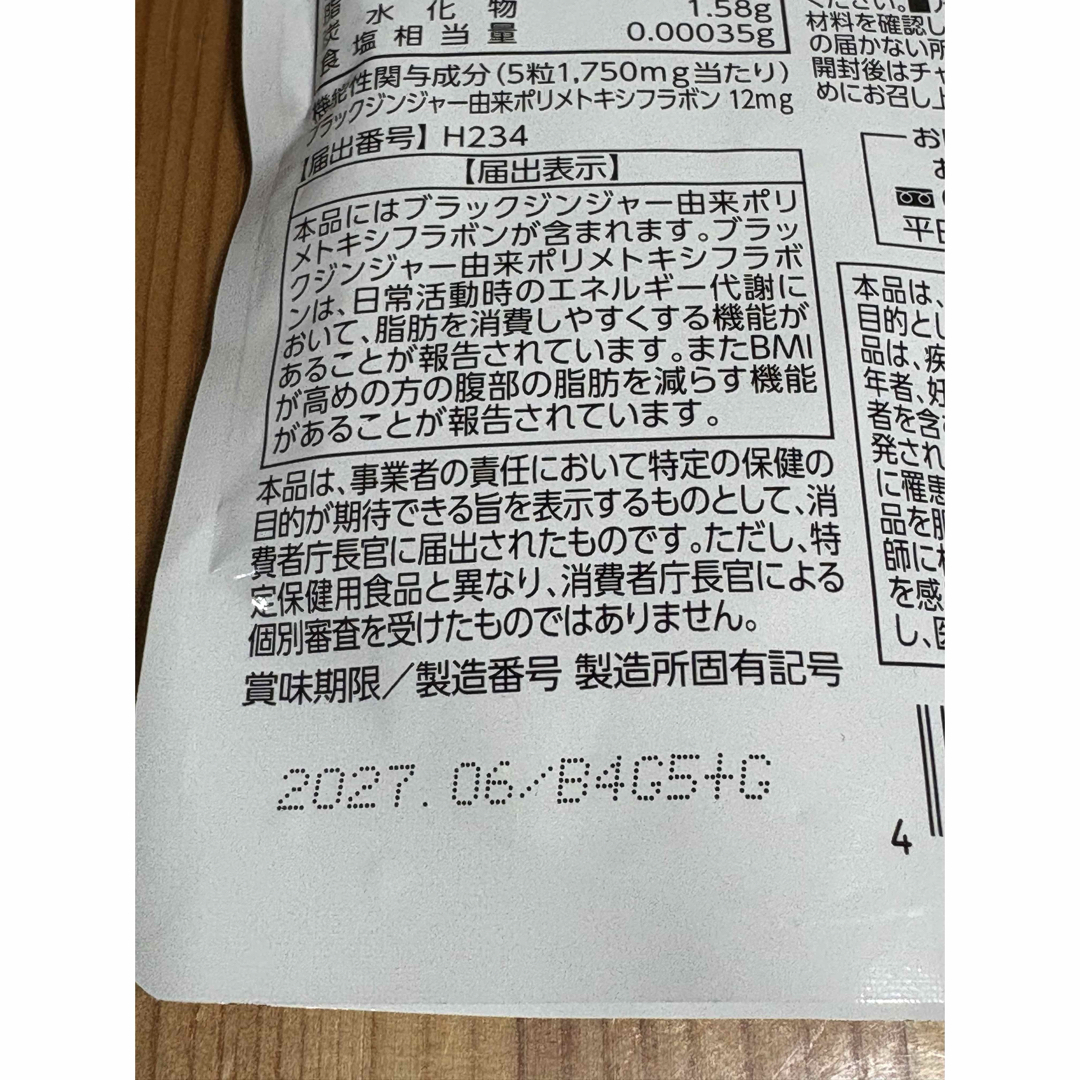 脂
炭水化物 1.58g
食塩相当量 0.00035g
機能性関与成分(5粒1,750mg当たり)
ブラックジンジャー由来ポリメトキシフラボン 12mg
【届出番号】H234
【届出表示】
本品にはブラックジンジャー由来ポリ
メトキシフラボンが含まれます。ブラッ
クジンジャー由来ポリメトキシフラボ
ンは、日常活動時のエネルギー代謝に
おいて、脂肪を消費しやすくする機能が
あることが報告されています。またBMI
が高めの方の腹部の脂肪を減らす機能
があることが報告されています。
本品は、事業者の責任において特定の保健の
目的が期待できる旨を表示するものとして、消
費者庁長官に届出されたものです。ただし、特
定保健用食品と異なり、消費者庁長官による
個別審査を受けたものではありません。
賞味期限/製造番号 製造所固有記号
2027.06/B4G5+G
ください。■
材料を確認し
の届かない所
開封後はチャ
めにお召し上
お
お
平田
本品は、
目的とし
品は、疾
年者、妊
者を含
発され
に罹患
品を服
師に
を感
し、医
4